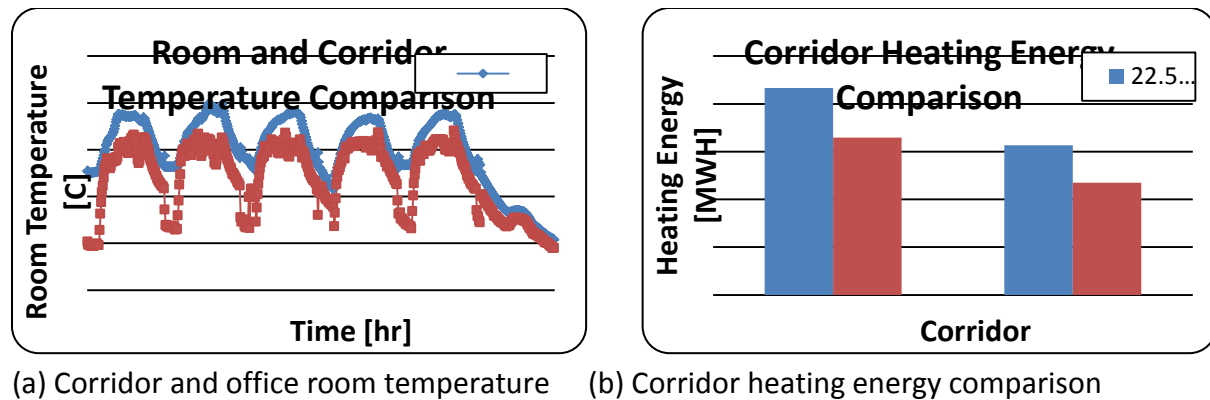 Room and Corridor
Temperature Comparison
Room Temperature
[C]
Time [hr]
Corridor Heating Energy
Comparison
22.5...
Heating Energy
[MWH]
Corridor
(a) Corridor and office room temperature
(b) Corridor heating energy comparison